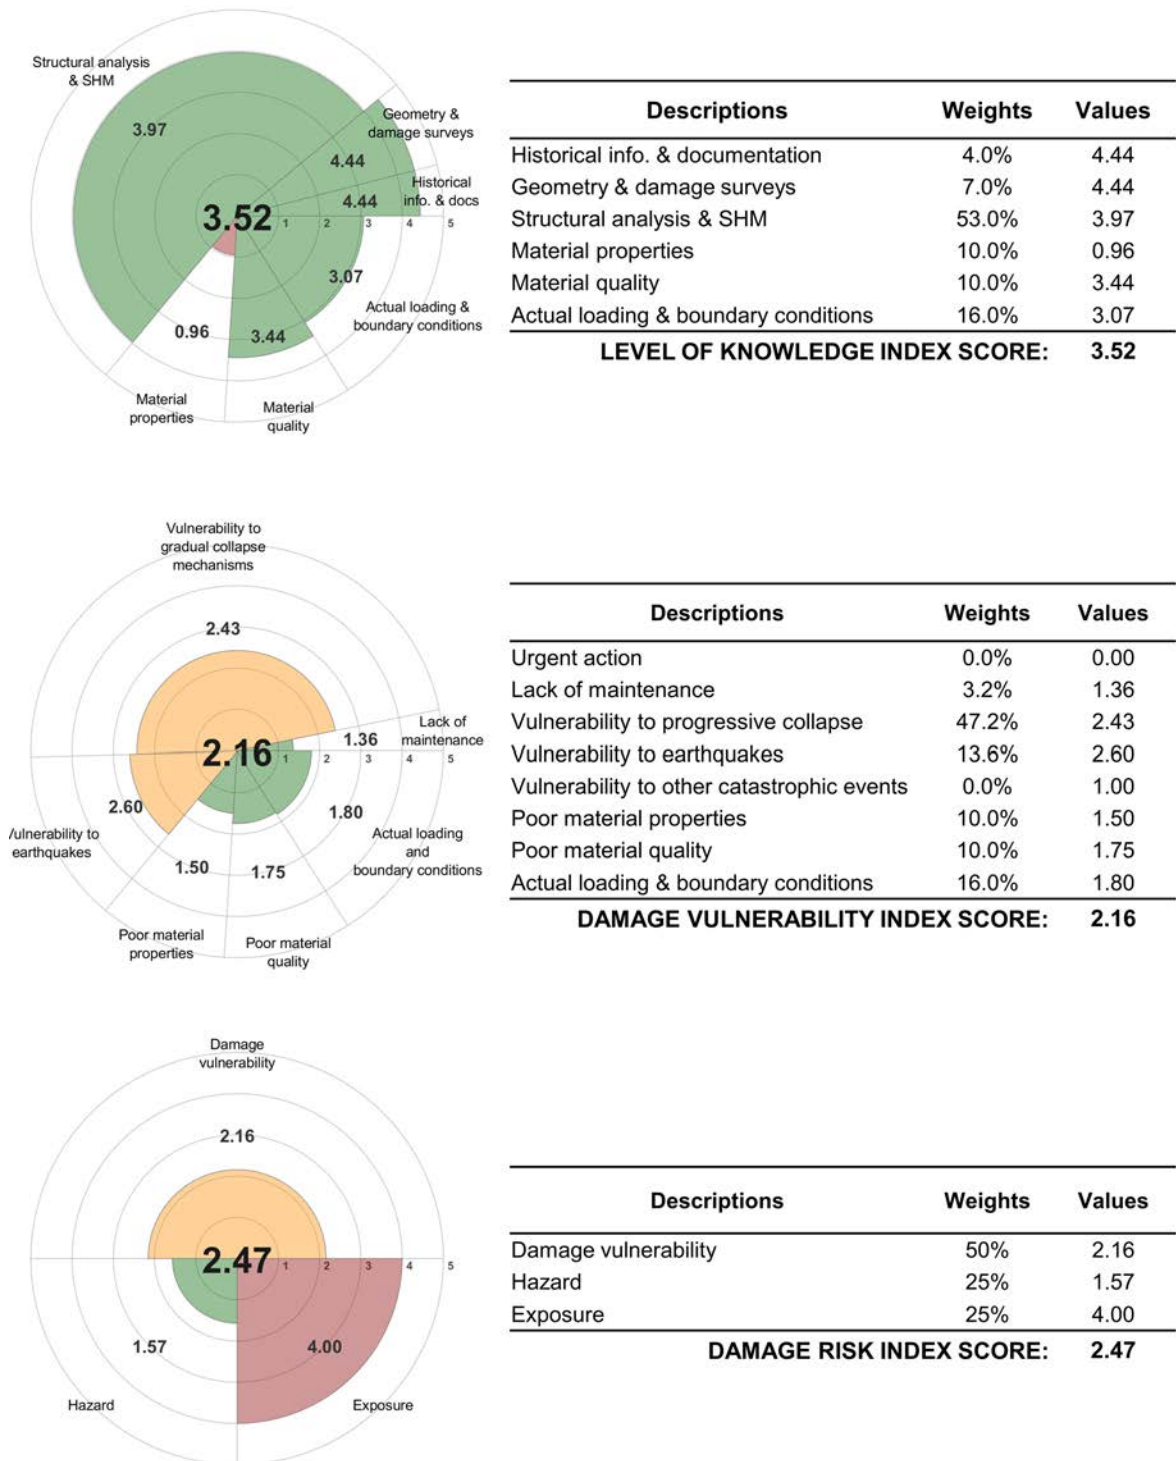 Structural analysis
& SHM
Geometry &
damage surveys
Historical
info. & docs
Actual loading &
boundary conditions
Material
quality
Material
properties
3.97
4.44
4.44
3.07
3.44
0.96
3.52
1 2 3 4 5
Descriptions Weights Values
Historical info. & documentation 4.0% 4.44
Geometry & damage surveys 7.0% 4.44
Structural analysis & SHM 53.0% 3.97
Material properties 10.0% 0.96
Material quality 10.0% 3.44
Actual loading & boundary conditions 16.0% 3.07
LEVEL OF KNOWLEDGE INDEX SCORE: 3.52
Vulnerability to
gradual collapse
mechanisms
2.43
Lack of
maintenance
1.36
2.16
1 2 3 4 5
2.60
/ulnerability to
earthquakes
1.80
Actual loading
and
boundary conditions
1.50
1.75
Poor material
properties
Poor material
quality
Descriptions Weights Values
Urgent action 0.0% 0.00
Lack of maintenance 3.2% 1.36
Vulnerability to progressive collapse 47.2% 2.43
Vulnerability to earthquakes 13.6% 2.60
Vulnerability to other catastrophic events 0.0% 1.00
Poor material properties 10.0% 1.50
Poor material quality 10.0% 1.75
Actual loading & boundary conditions 16.0% 1.80
DAMAGE VULNERABILITY INDEX SCORE: 2.16
Damage
vulnerability
2.16
2.47
1 2 3 4 5
1.57
4.00
Hazard
Exposure
Descriptions Weights Values
Damage vulnerability 50% 2.16
Hazard 25% 1.57
Exposure 25% 4.00
DAMAGE RISK INDEX SCORE: 2.47